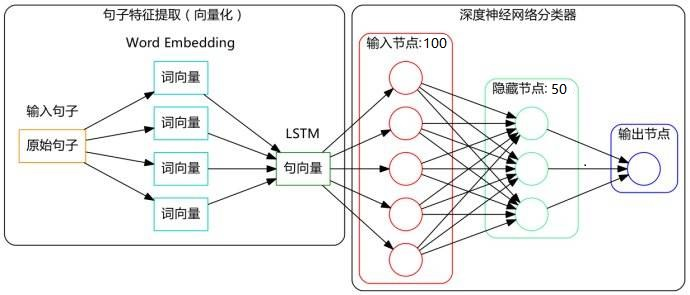 句子特征提取（向量化）
Word Embedding
输入句子
原始句子
词向量
词向量
词向量
词向量
LSTM
句向量
深度神经网络分类器
输入节点:100
隐藏节点: 50
输出节点